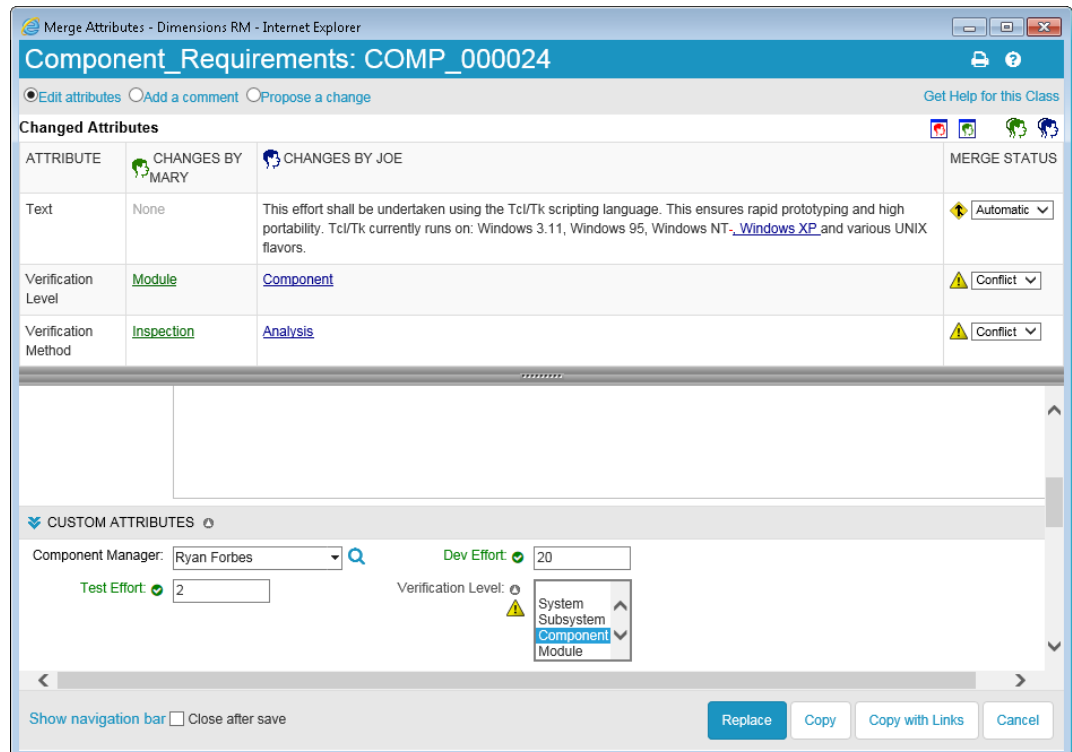 Merge Attributes - Dimensions RM - Internet Explorer
Component_Requirements: COMP_000024
Edit attributes Add a comment Propose a change Get Help for this Class
Changed Attributes
ATTRIBUTE CHANGES BY MARY CHANGES BY JOE MERGE STATUS
Text None This effort shall be undertaken using the Tcl/Tk scripting language. This ensures rapid prototyping and high Automatic
portability. Tcl/Tk currently runs on: Windows 3.11, Windows 95, Windows NT-, Windows XP and various UNIX
flavors.
Verification Level Module Component Conflict
Verification Method Inspection Analysis Conflict
CUSTOM ATTRIBUTES
Component Manager: Ryan Forbes Dev Effort: 20
Test Effort: 2 Verification Level:
System
Subsystem
Component
Module
Show navigation bar Close after save Replace Copy Copy with Links Cancel